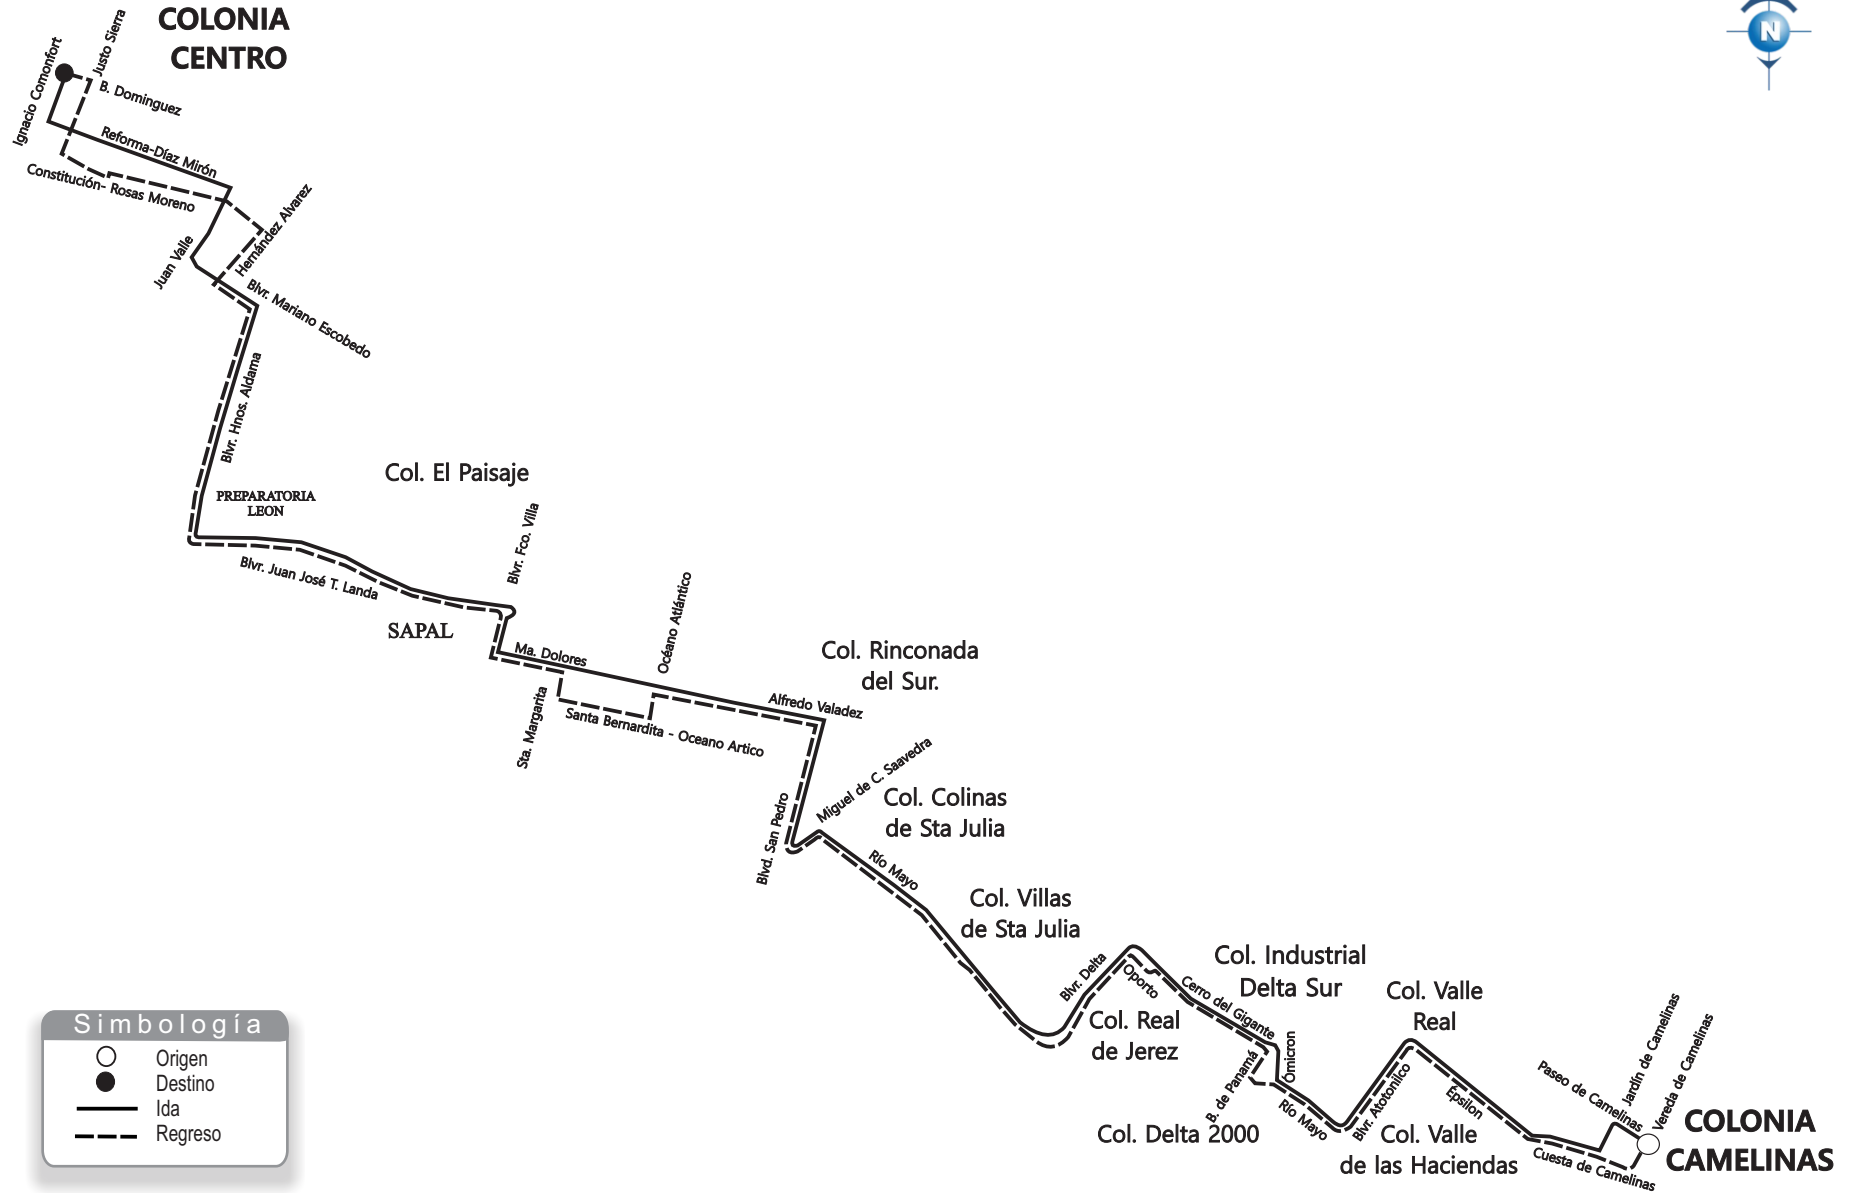 COLONIA
CENTRO
N
Ignacio Comonfort
Justo Sierra
B. Dominguez
Reforma-Díaz Mirón
Constitución- Rosas Moreno
Hernández Alvarez
Juan Valle
Blvr. Mariano Escobedo
Blvr. Hnos. Aldama
Col. El Paisaje
PREPARATORIA
LEON
Blvr. Fco. Villa
Blvr. Juan José T. Landa
SAPAL
Océano Atlántico
Ma. Dolores
Col. Rinconada
del Sur.
Sta. Margarita
Santa Bernardita - Oceano Artico
Alfredo Valadez
Miguel de C. Saavedra
Blvd. San Pedro
Col. Colinas
de Sta Julia
Río Mayo
Col. Villas
de Sta Julia
Blvr. Delta
Oporto
Cerro del Gigante
Col. Industrial
Delta Sur
Col. Valle
Real
Col. Real
de Jerez
Ómicron
B. de Panamá
Río Mayo
Blvr. Atotonilco
Épsilon
Paseo de Camelinas
Jardín de Camelinas
Vereda de Camelinas
Col. Delta 2000
Col. Valle
de las Haciendas
Cuesta de Camelinas
COLONIA
CAMELINAS
Simbología
Origen
Destino
Ida
Regreso